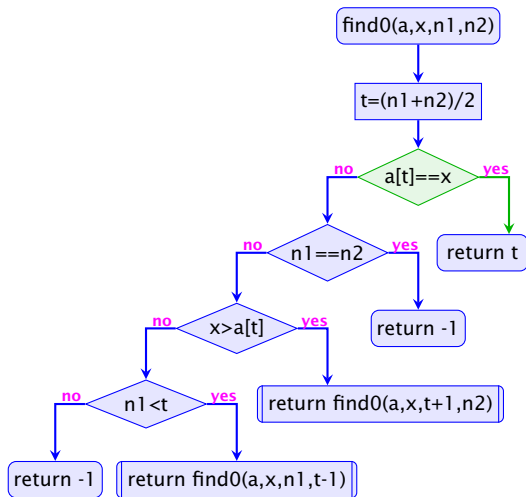 find0(a,x,n1,n2)
t=(n1+n2)/2
a[t]==x
no
yes
return t
n1==n2
no
yes
return -1
x>a[t]
no
yes
return find0(a,x,t+1,n2)
n1<t
no
yes
return -1
return find0(a,x,n1,t-1)